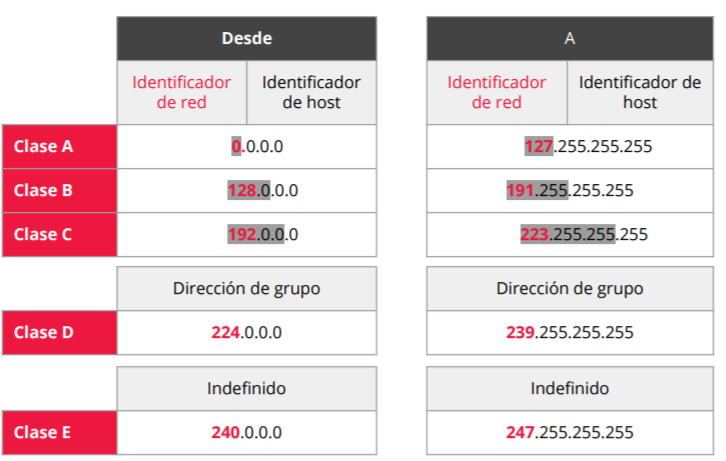 Desde A
Identificador de red Identificador de host Identificador de red Identificador de host
Clase A 0.0.0.0 127.255.255.255
Clase B 128.0.0.0 191.255.255.255
Clase C 192.0.0.0 223.255.255.255
Dirección de grupo Dirección de grupo
Clase D 224.0.0.0 239.255.255.255
Indefinido Indefinido
Clase E 240.0.0.0 247.255.255.255